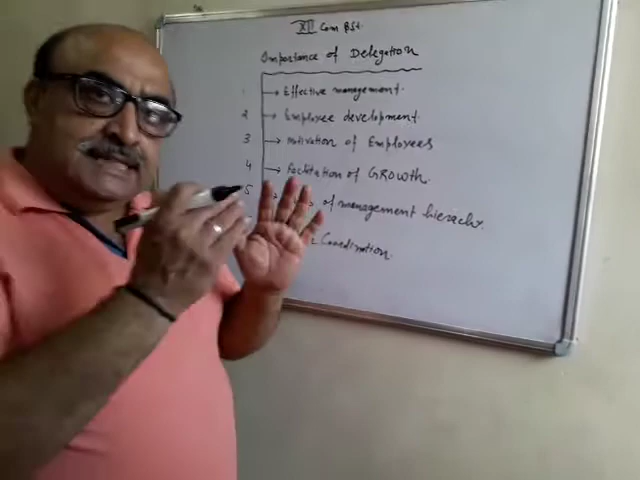 XII Com BSt.
Importance of Delegation
1 → Effective management.
2 → Employee development.
3 → Motivation of Employees
4 → Facilitation of GROWth.
5 of management hierachy.
Coordination.